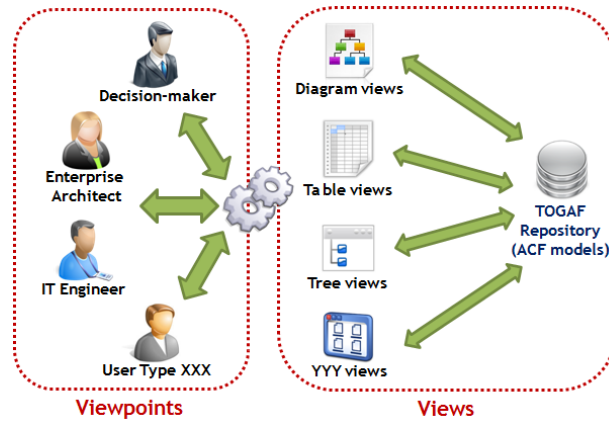 Decision-maker
Enterprise
Architect
IT Engineer
User Type XXX
Viewpoints
Diagram views
Table views
Tree views
YYY views
TOGAF
Repository
(ACF models)
Views